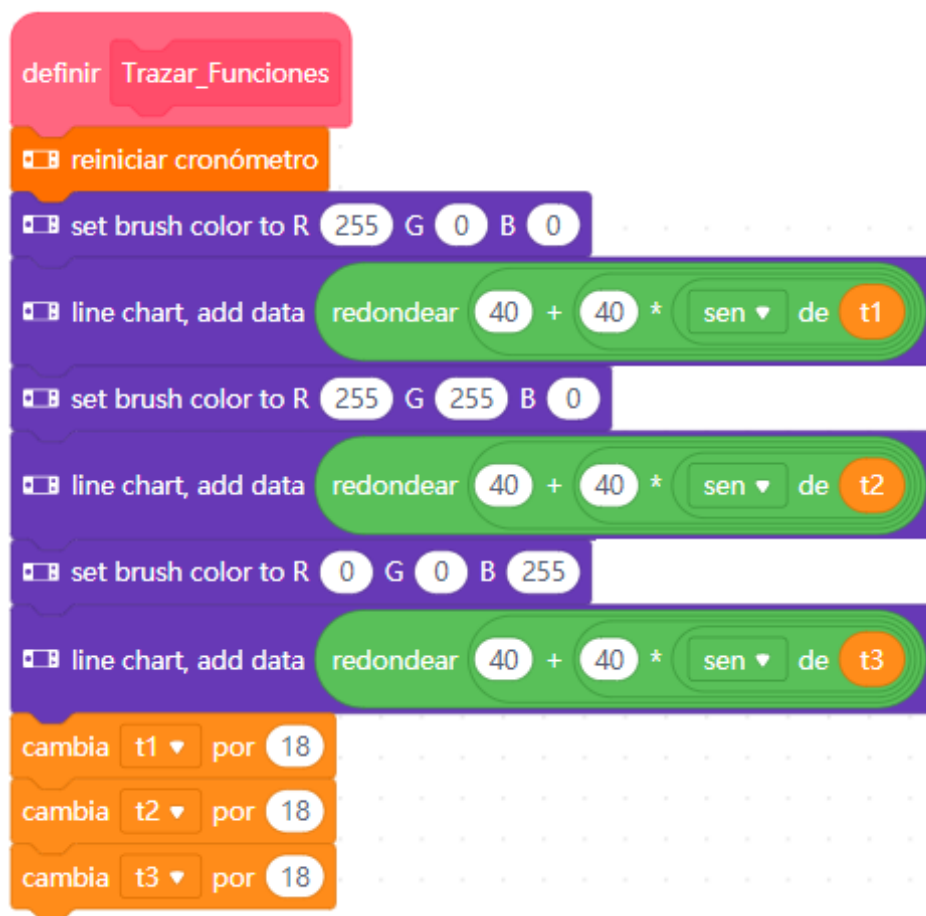 definir Trazar_Funciones
reiniciar cronómetro
set brush color to R 255 G 0 B 0
line chart, add data redondear 40 + 40 * sen de t1
set brush color to R 255 G 255 B 0
line chart, add data redondear 40 + 40 * sen de t2
set brush color to R 0 G 0 B 255
line chart, add data redondear 40 + 40 * sen de t3
cambia t1 por 18
cambia t2 por 18
cambia t3 por 18